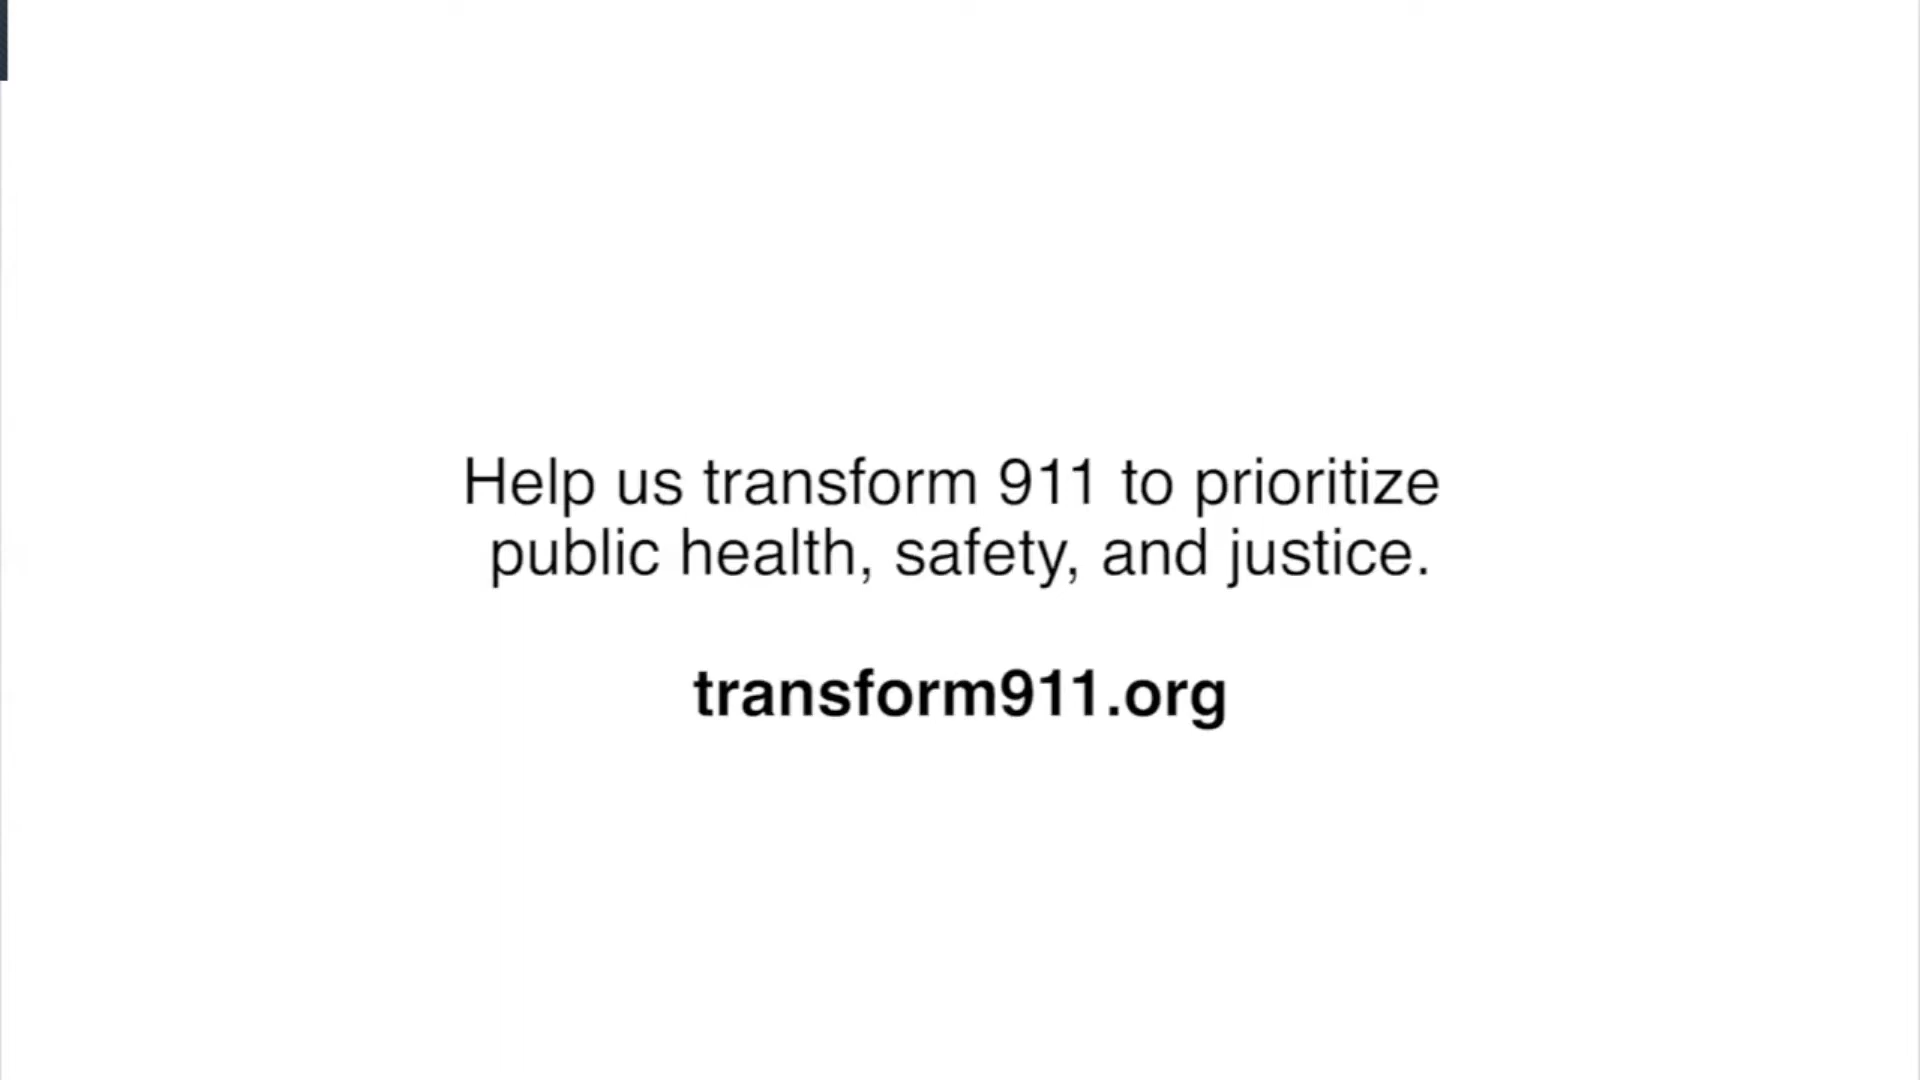 Help us transform 911 to prioritize
public health, safety, and justice.
transform911.org